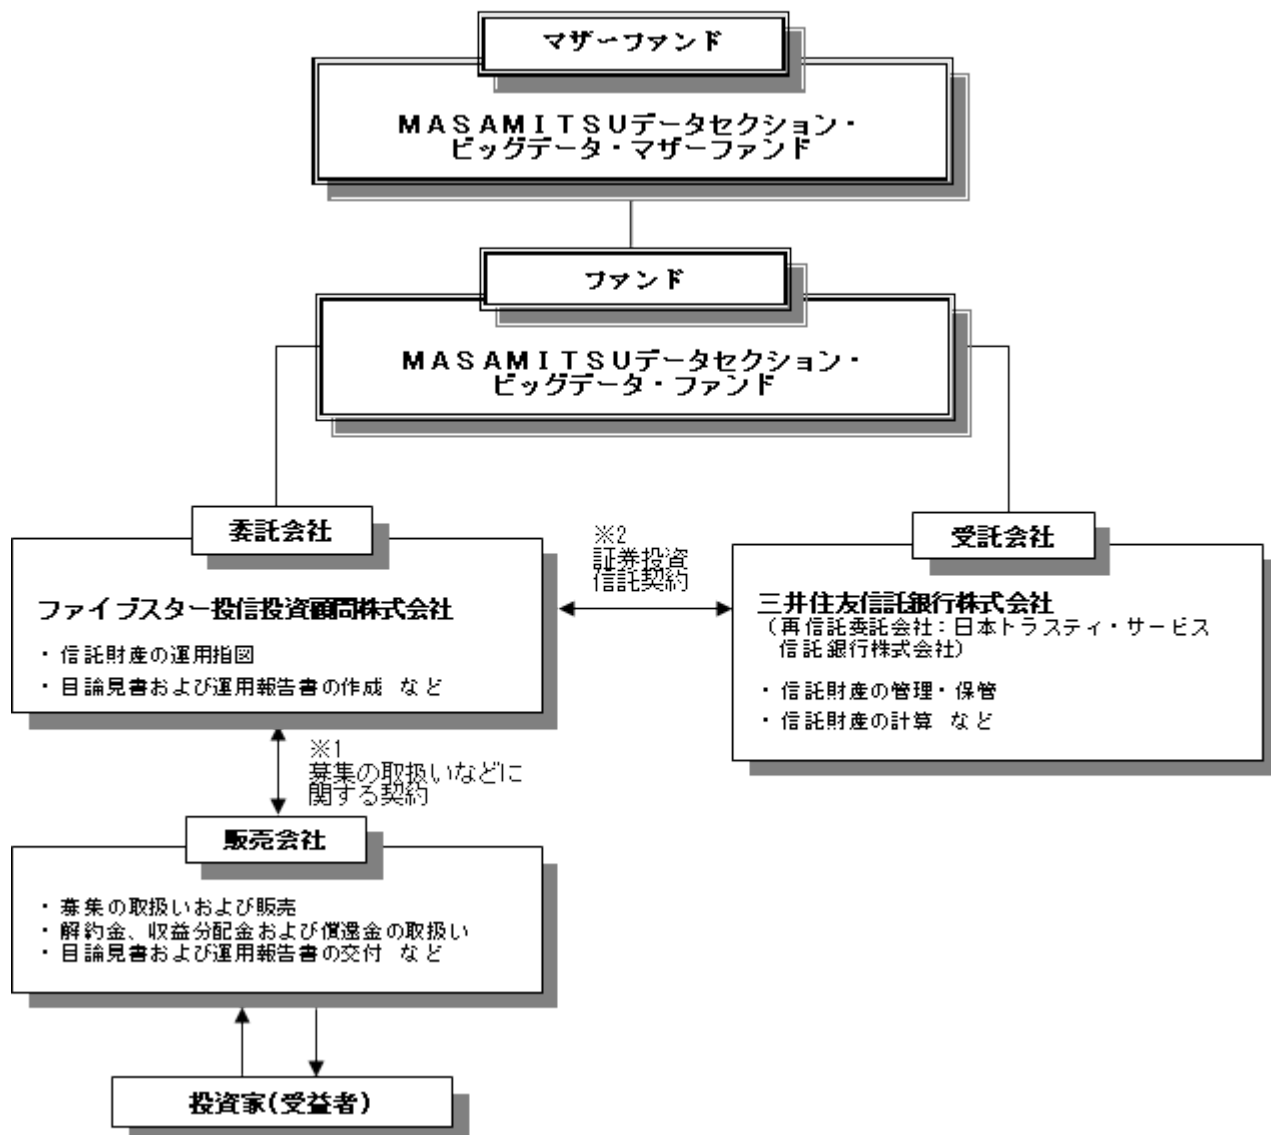 マザーファンド
ＭＡＳＡＭＩＴＳＵデータセクション・
ビッグデータ・マザーファンド
ファンド
ＭＡＳＡＭＩＴＳＵデータセクション・
ビッグデータ・ファンド
委託会社
ファイブスター投信投資顧問株式会社
・信託財産の運用指図
・目論見書および運用報告書の作成 など
※2
証券投資
信託契約
受託会社
三井住友信託銀行株式会社
（再信託委託会社：日本トラスティ・サービス
信託銀行株式会社）
・信託財産の管理・保管
・信託財産の計算 など
※1
募集の取扱いなどに
関する契約
販売会社
・募集の取扱いおよび販売
・解約金、収益分配金および償還金の取扱い
・目論見書および運用報告書の交付 など
投資家(受益者)